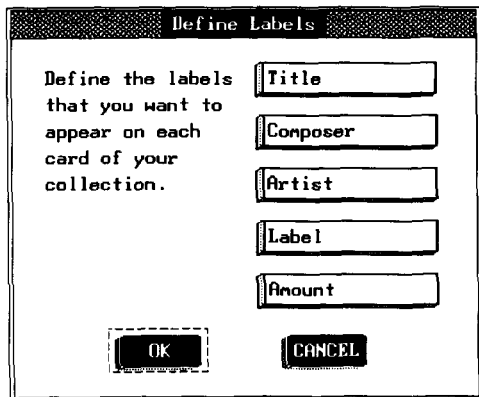 Define Labels
Define the labels
that you want to
appear on each
card of your
collection.
Title
Composer
Artist
Label
Amount
OK
CANCEL